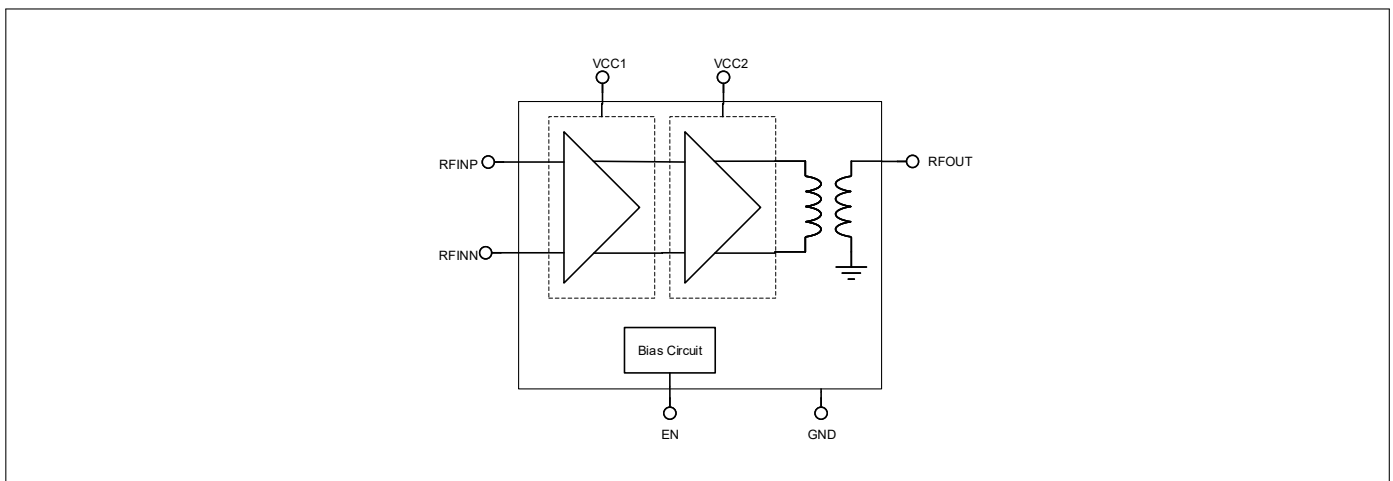 VCC1
VCC2
RFINP
RFOUT
RFINN
Bias Circuit
EN
GND